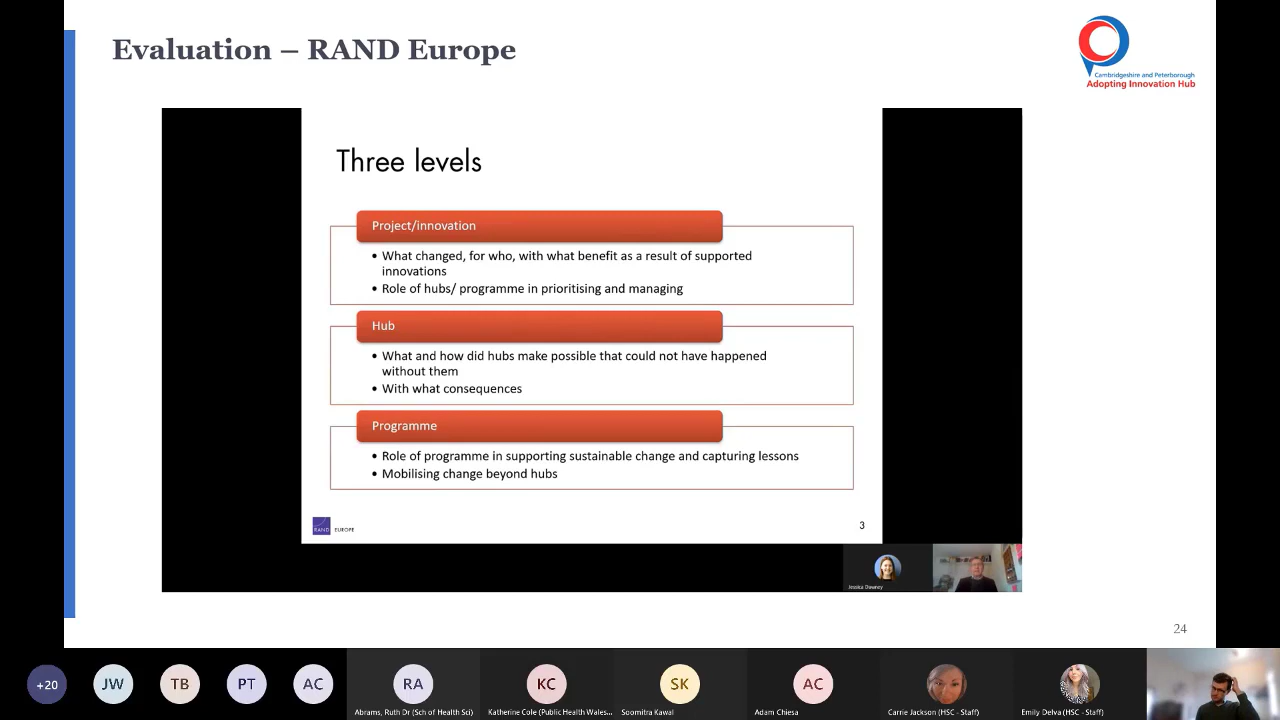 Evaluation – RAND Europe
Cambridgeshire and Peterborough
Adopting Innovation Hub
Three levels
Project/innovation
• What changed, for who, with what benefit as a result of supported
innovations
• Role of hubs/ programme in prioritising and managing
Hub
• What and how did hubs make possible that could not have happened
without them
• With what consequences
Programme
• Role of programme in supporting sustainable change and capturing lessons
• Mobilising change beyond hubs
RAND EUROPE
3
Jessica Dawney
24
+20
JW
TB
PT
AC
RA
KC
SK
AC
Abrams, Ruth Dr (Sch of Health Sci)
Katherine Cole (Public Health Wales...
Soomitra Kawal
Adam Chiesa
Carrie Jackson (HSC - Staff)
Emily Delva (HSC - Staff)